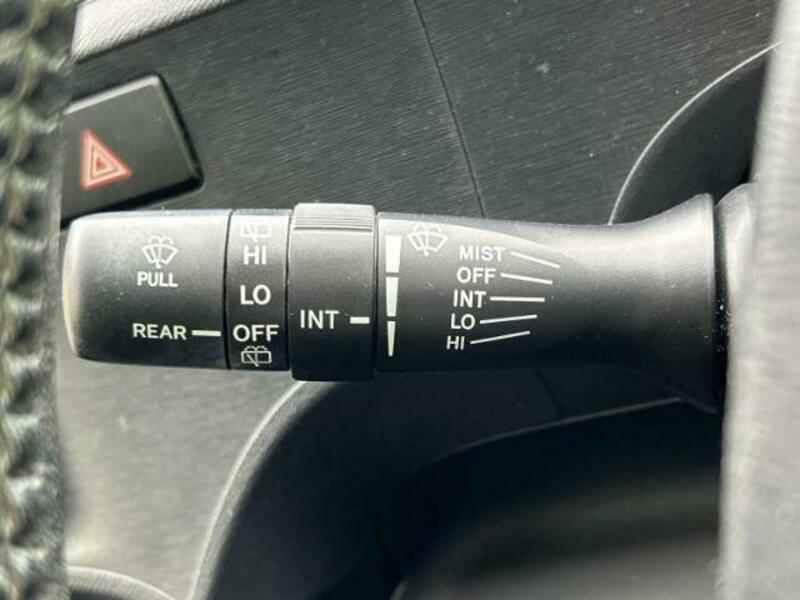 PULL
REAR
HI
LO
OFF
INT
MIST
OFF
INT
LO
HI